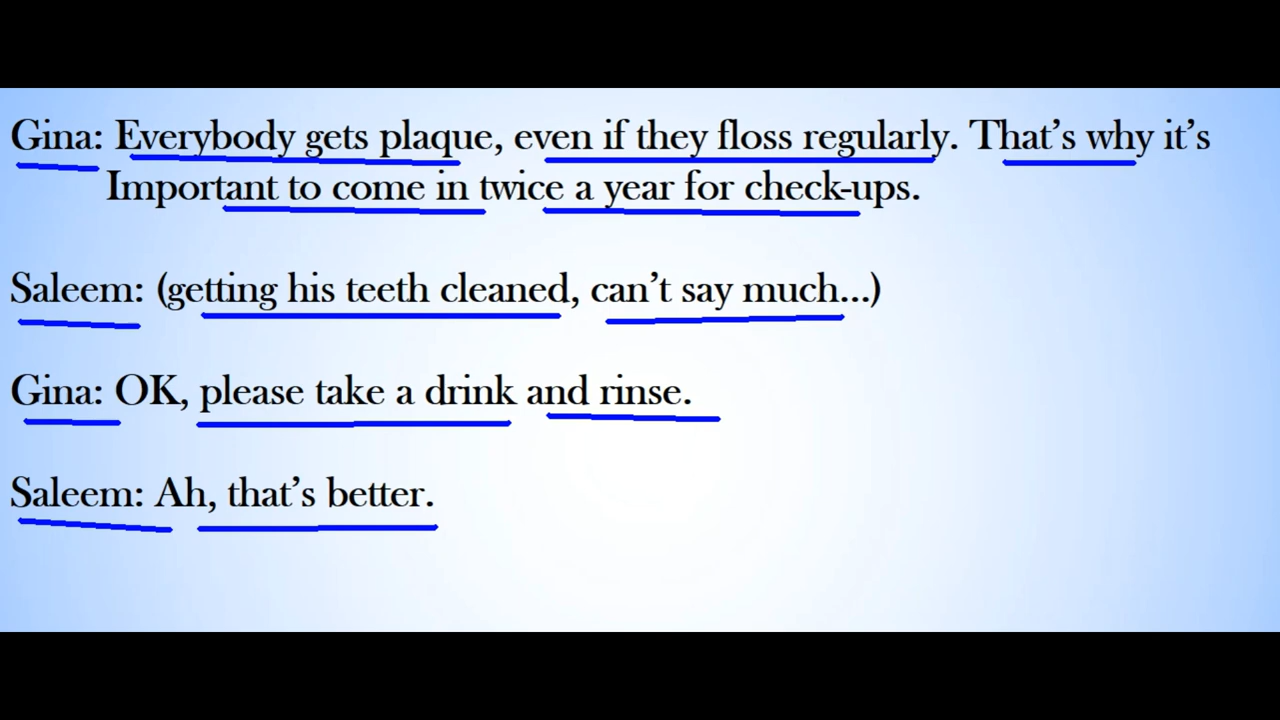 Gina: Everybody gets plaque, even if they floss regularly. That's why it's
Important to come in twice a year for check-ups.
Saleem: (getting his teeth cleaned, can't say much...)
Gina: OK, please take a drink and rinse.
Saleem: Ah, that's better.